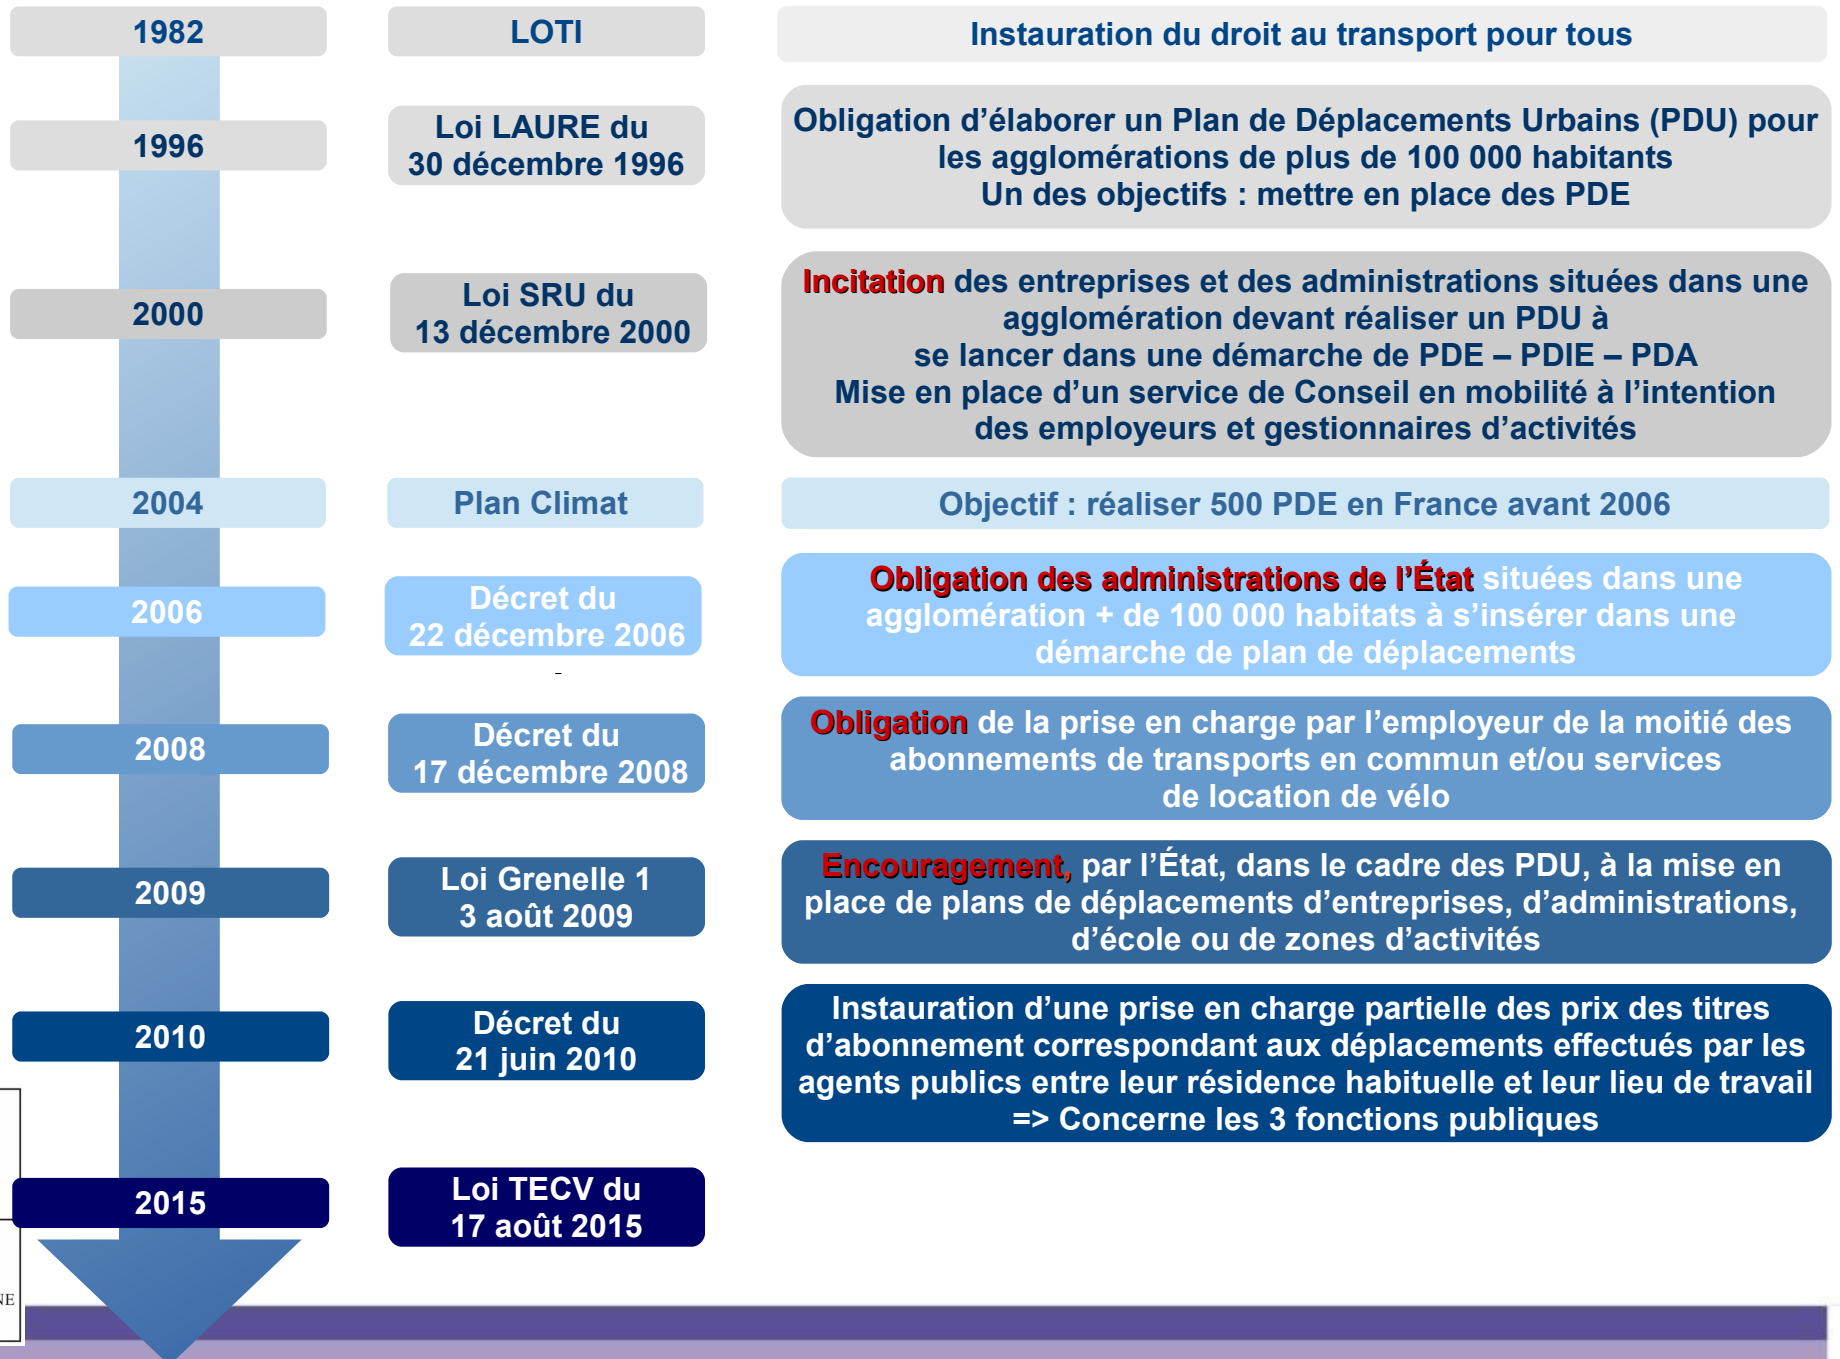 1982
LOTI
Instauration du droit au transport pour tous
1996
Loi LAURE du
30 décembre 1996
Obligation d’élaborer un Plan de Déplacements Urbains (PDU) pour
les agglomérations de plus de 100 000 habitants
Un des objectifs : mettre en place des PDE
2000
Loi SRU du
13 décembre 2000
Incitation des entreprises et des administrations situées dans une
agglomération devant réaliser un PDU à
se lancer dans une démarche de PDE – PDIE – PDA
Mise en place d’un service de Conseil en mobilité à l’intention
des employeurs et gestionnaires d’activités
2004
Plan Climat
Objectif : réaliser 500 PDE en France avant 2006
2006
Décret du
22 décembre 2006
Obligation des administrations de l’État situées dans une
agglomération + de 100 000 habitats à s’insérer dans une
démarche de plan de déplacements
2008
Décret du
17 décembre 2008
Obligation de la prise en charge par l’employeur de la moitié des
abonnements de transports en commun et/ou services
de location de vélo
2009
Loi Grenelle 1
3 août 2009
Encouragement, par l’État, dans le cadre des PDU, à la mise en
place de plans de déplacements d’entreprises, d’administrations,
d’école ou de zones d’activités
2010
Décret du
21 juin 2010
Instauration d’une prise en charge partielle des prix des titres
d’abonnement correspondant aux déplacements effectués par les
agents publics entre leur résidence habituelle et leur lieu de travail
=> Concerne les 3 fonctions publiques
2015
Loi TECV du
17 août 2015